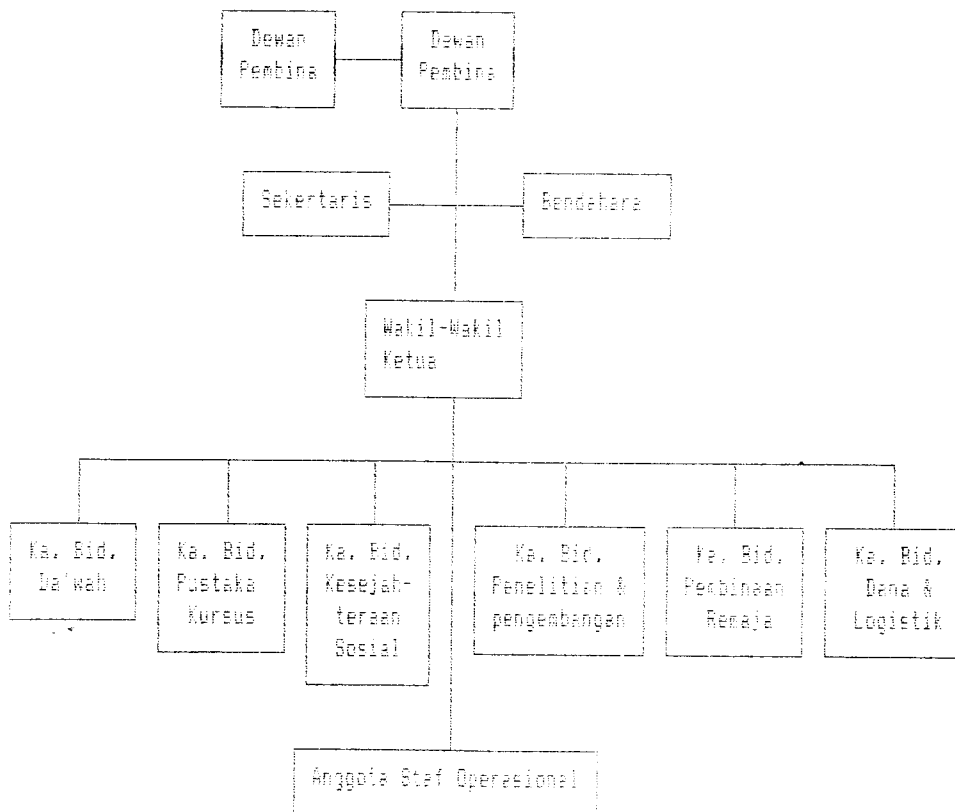 Dewan
Pembina
Dewan
Pembina
Sekertaris
Bendahara
Wakil-Wakil
Ketua
Ka. Bid.
Da'wah
Ka. Bid.
Pustaka
Kursus
Ka. Bid.
Kesejah-
teraan
Sosial
Ka. Bid.
Penelitian &
pengembangan
Ka. Bid.
Pembinaan
Remaja
Ka. Bid.
Dana &
Logistik
Anggota Staf Operasional